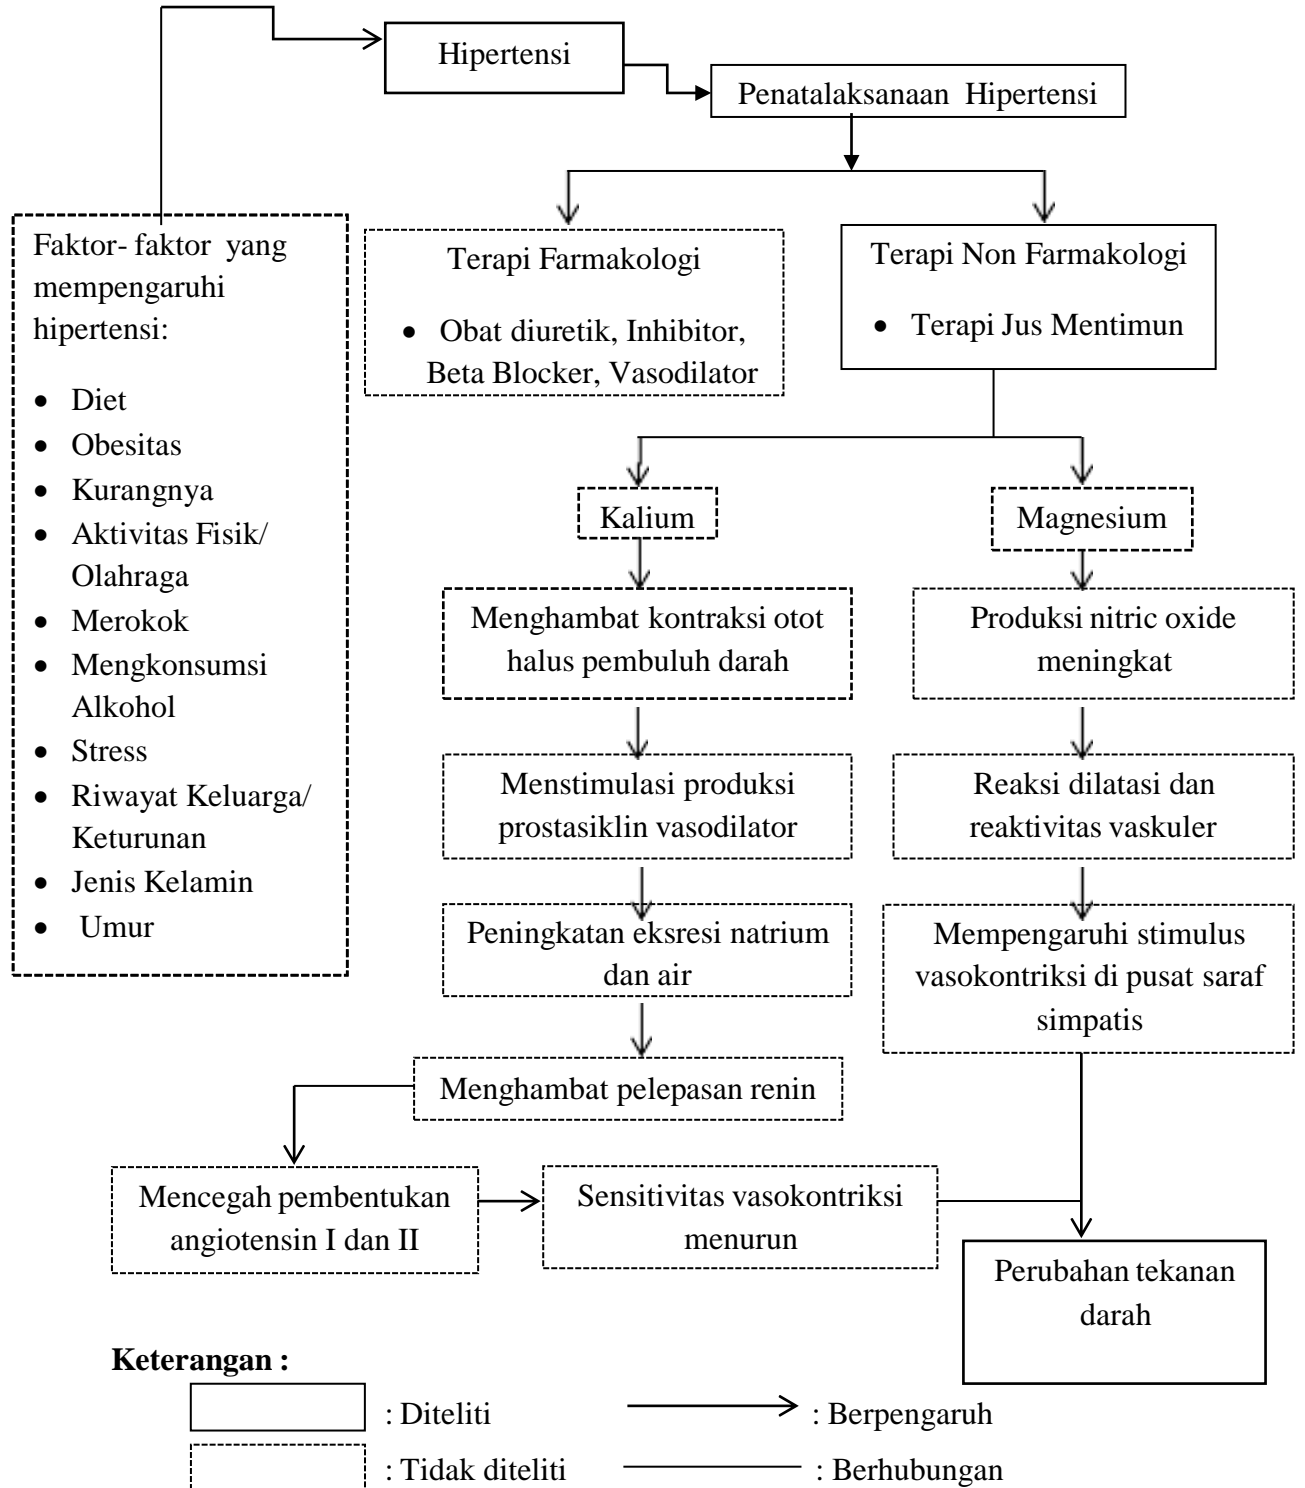 Hipertensi
Penatalaksanaan Hipertensi
Faktor- faktor yang
mempengaruhi
hipertensi:
• Diet
• Obesitas
• Kurangnya
• Aktivitas Fisik/
Olahraga
• Merokok
• Mengkonsumsi
Alkohol
• Stress
• Riwayat Keluarga/
Keturunan
• Jenis Kelamin
• Umur
Terapi Farmakologi
• Obat diuretik, Inhibitor,
Beta Blocker, Vasodilator
Terapi Non Farmakologi
• Terapi Jus Mentimun
Kalium
Magnesium
Menghambat kontraksi otot
halus pembuluh darah
Produksi nitric oxide
meningkat
Menstimulasi produksi
prostasiklin vasodilator
Reaksi dilatasi dan
reaktivitas vaskuler
Peningkatan eksresi natrium
dan air
Mempengaruhi stimulus
vasokontriksi di pusat saraf
simpatis
Menghambat pelepasan renin
Mencegah pembentukan
angiotensin I dan II
Sensitivitas vasokontriksi
menurun
Perubahan tekanan
darah
Keterangan :
: Diteliti
: Berpengaruh
: Tidak diteliti
: Berhubungan